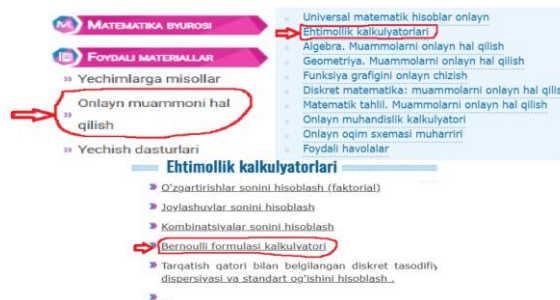 MATEMATIKA BYUROSI
FOYDALI MATERIALLAR
Yechimlarga misollar
Onlayn muammoni hal
qilish
Yechish dasturlari
Universal matematik hisoblar onlayn
Ehtimollik kalkulyatorlari
Algebra. Muammolarni onlayn hal qilish
Geometriya. Muammolarni onlayn hal qilish
Funksiya grafigini onlayn chizish
Diskret matematika: muammolarni onlayn hal qilis
Matematik tahlil. Muammolarni onlayn hal qilish
Onlayn muhandislik kalkulyatori
Onlayn oqim sxemasi muharriri
Foydali havolalar
Ehtimollik kalkulyatorlari
O'zgartirishlar sonini hisoblash (faktorial)
Joylashuvlar sonini hisoblash
Kombinatsiyalar sonini hisoblash
Bernoulli formulasi kalkulyatori
Tarqatish qatori bilan belgilangan diskret tasodifiy
dispersiyasi va standart og'ishini hisoblash .
...